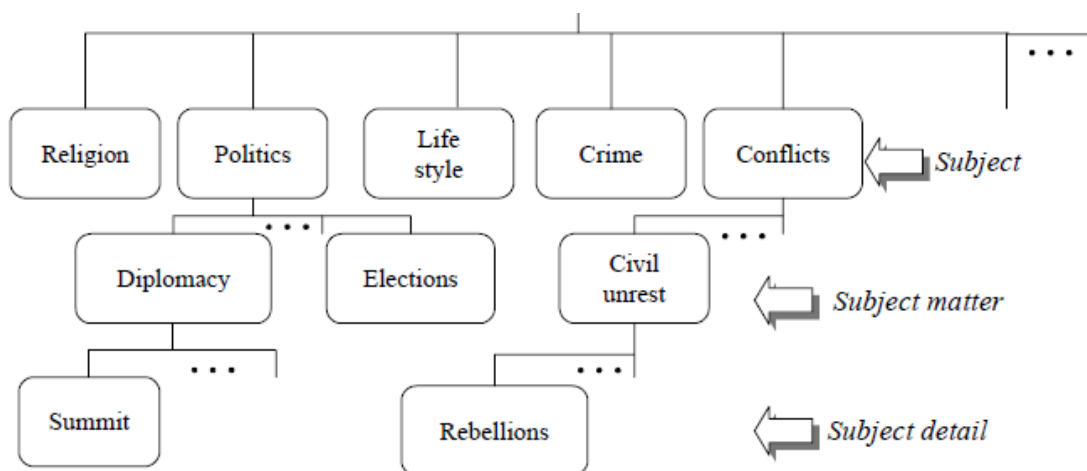 • • •
Religion
Politics
Life
style
Crime
Conflicts
Subject
• • •
• • •
Diplomacy
Elections
Civil
unrest
Subject matter
• • •
• • •
Summit
Rebellions
Subject detail